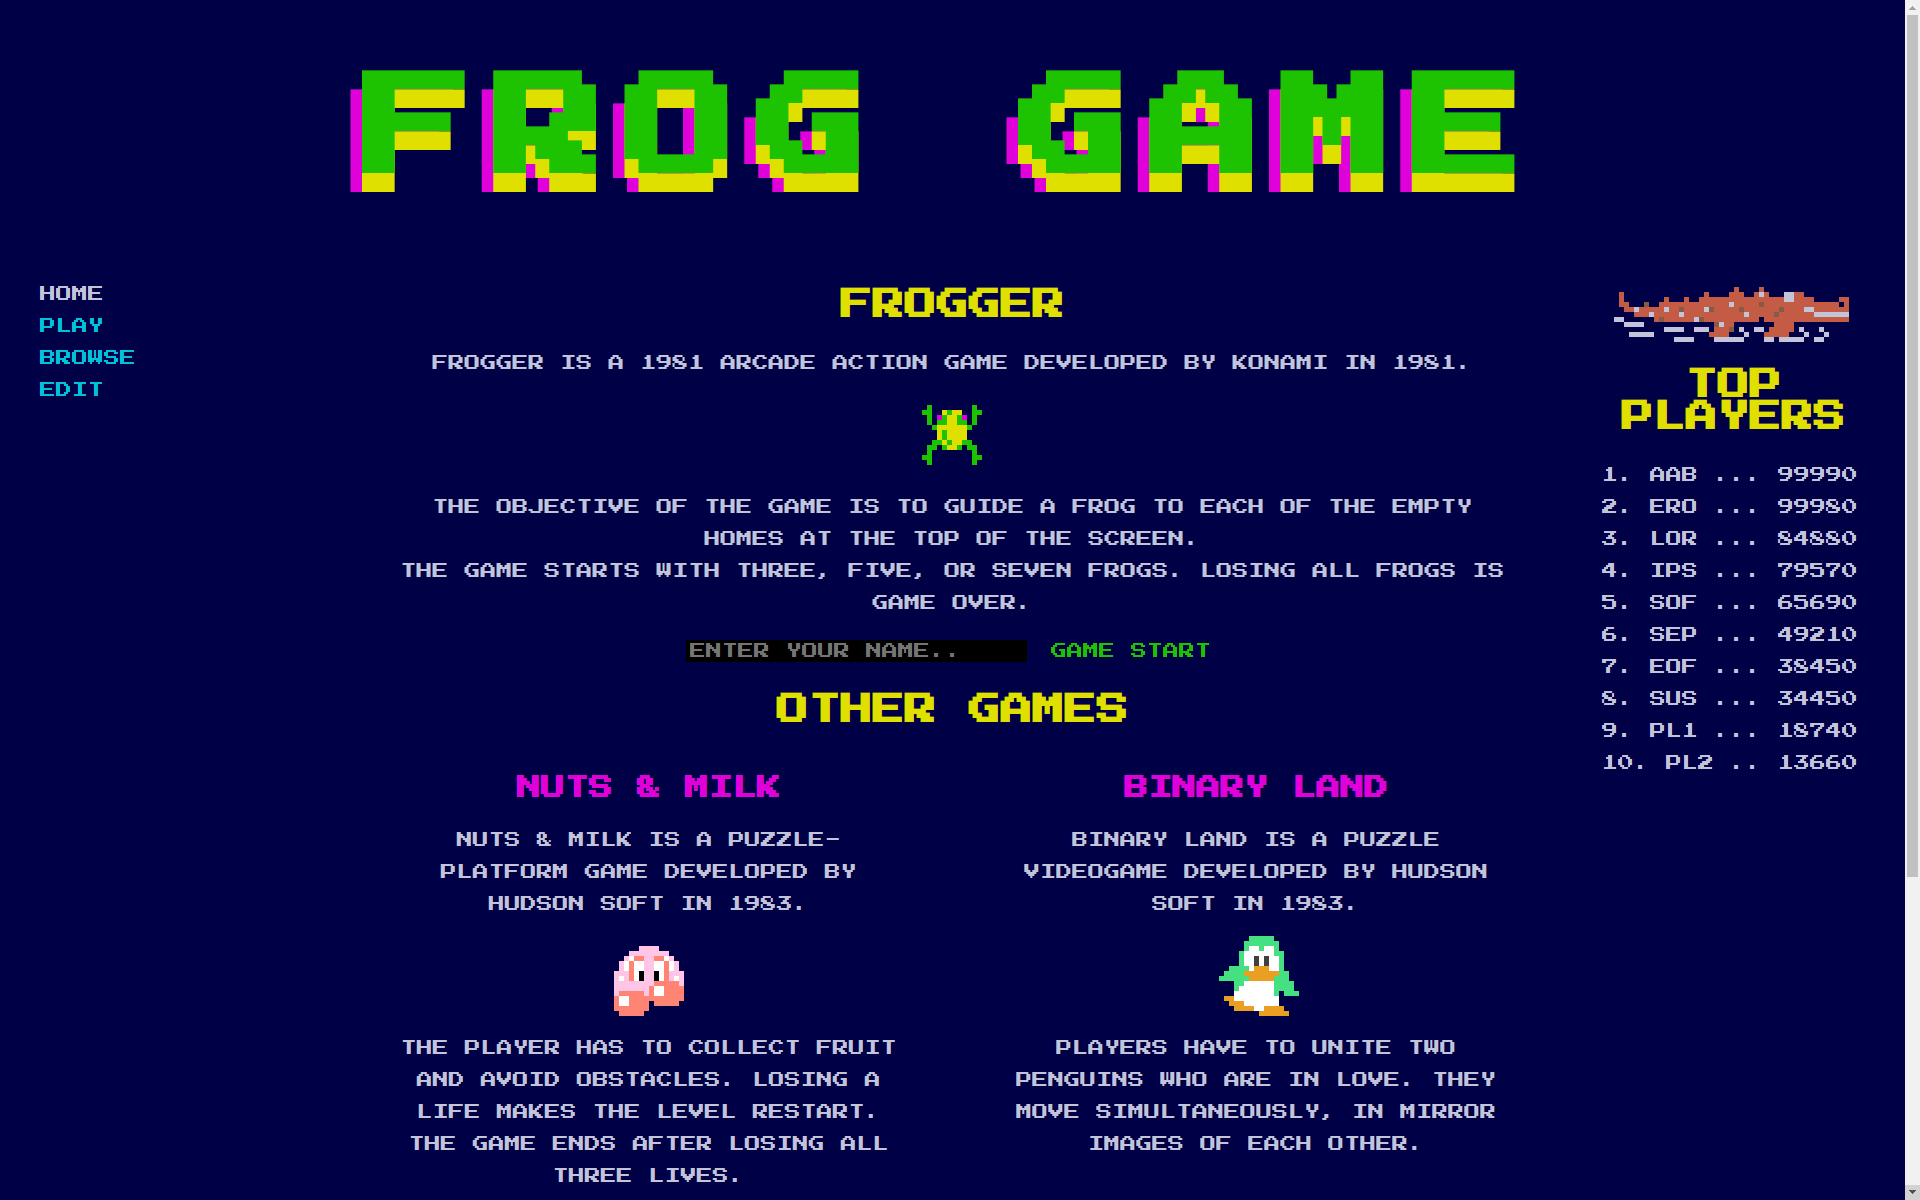 FROG GAME
HOME
PLAY
BROWSE
EDIT
FROGGER
FROGGER IS A 1981 ARCADE ACTION GAME DEVELOPED BY KONAMI IN 1981.
THE OBJECTIVE OF THE GAME IS TO GUIDE A FROG TO EACH OF THE EMPTY
HOMES AT THE TOP OF THE SCREEN.
THE GAME STARTS WITH THREE, FIVE, OR SEVEN FROGS. LOSING ALL FROGS IS
GAME OVER.
ENTER YOUR NAME.. GAME START
OTHER GAMES
NUTS & MILK
NUTS & MILK IS A PUZZLE-
PLATFORM GAME DEVELOPED BY
HUDSON SOFT IN 1983.
THE PLAYER HAS TO COLLECT FRUIT
AND AVOID OBSTACLES. LOSING A
LIFE MAKES THE LEVEL RESTART.
THE GAME ENDS AFTER LOSING ALL
THREE LIVES.
BINARY LAND
BINARY LAND IS A PUZZLE
VIDEOGAME DEVELOPED BY HUDSON
SOFT IN 1983.
PLAYERS HAVE TO UNITE TWO
PENGUINS WHO ARE IN LOVE. THEY
MOVE SIMULTANEOUSLY, IN MIRROR
IMAGES OF EACH OTHER.
TOP
PLAYERS
1. AAB ... 99990
2. ERO ... 99980
3. LOR ... 84880
4. IPS ... 79570
5. SOF ... 65690
6. SEP ... 49210
7. EOF ... 38450
8. SUS ... 34450
9. PL1 ... 18740
10. PL2 .. 13660